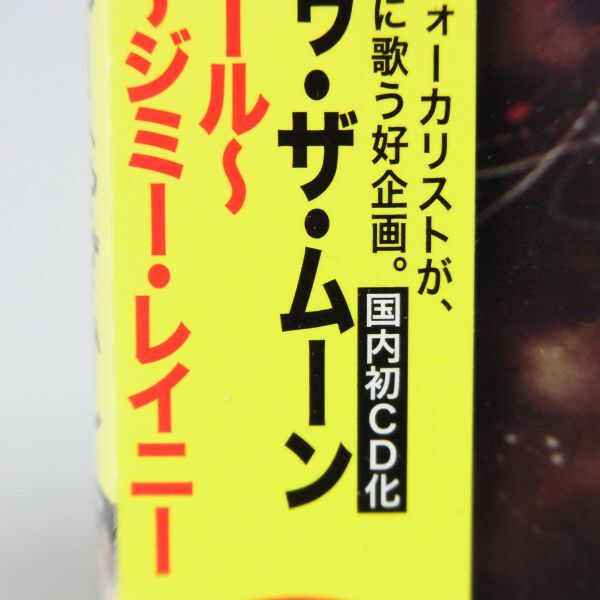 ォーカリストが、
に歌う好企画。国内初CD化
ウ・ザ・ムーン
ール～
ジミー・レイニー